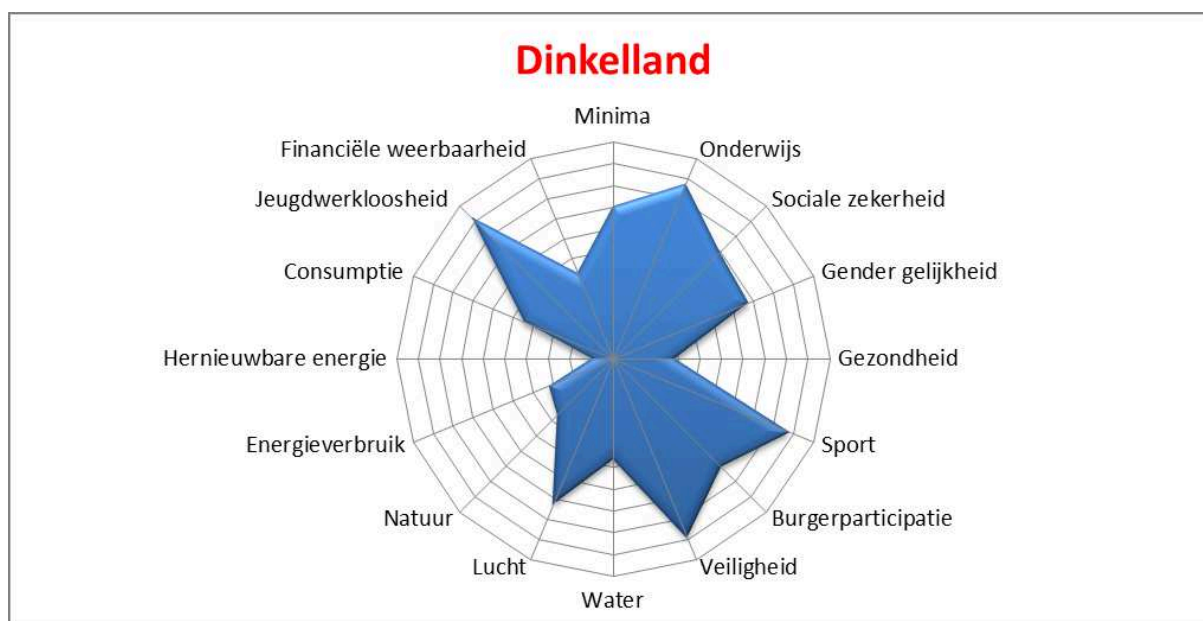 Dinkelland
Minima
Onderwijs
Sociale zekerheid
Gender gelijkheid
Gezondheid
Sport
Burgerparticipatie
Veiligheid
Water
Lucht
Natuur
Energieverbruik
Hernieuwbare energie
Consumptie
Jeugdwerkloosheid
Financiële weerbaarheid